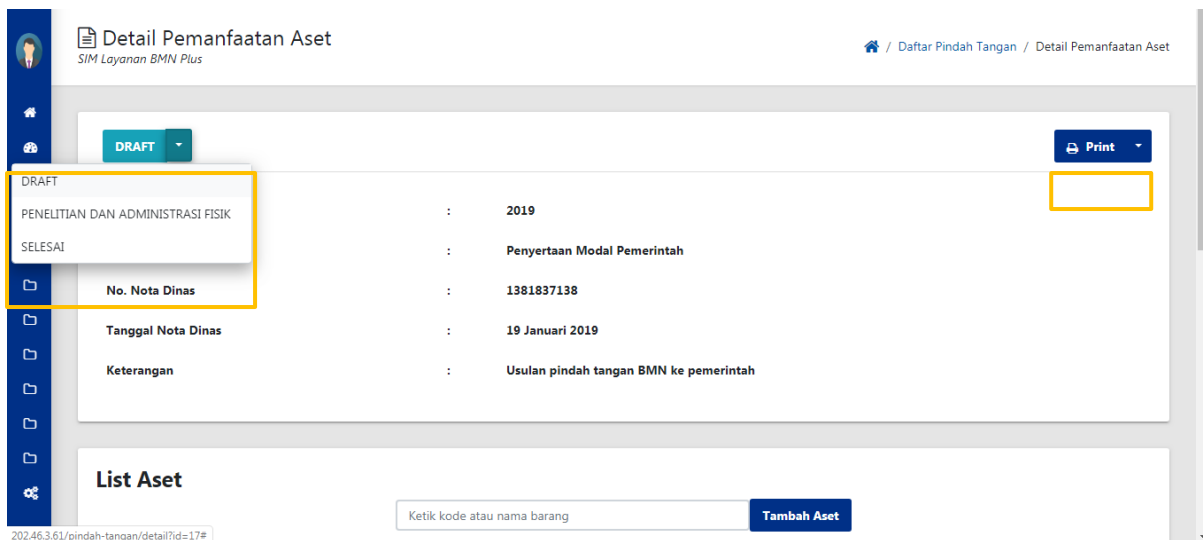 Detail Pemanfaatan Aset
SIM Layanan BMN Plus
/ Daftar Pindah Tangan / Detail Pemanfaatan Aset
DRAFT
Print
DRAFT
PENELITIAN DAN ADMINISTRASI FISIK
SELESAI
: 2019
: Penyertaan Modal Pemerintah
No. Nota Dinas : 1381837138
Tanggal Nota Dinas : 19 Januari 2019
Keterangan : Usulan pindah tangan BMN ke pemerintah
List Aset
Ketik kode atau nama barang
Tambah Aset
202.46.3.61/pindah-tangan/detail?id=17#